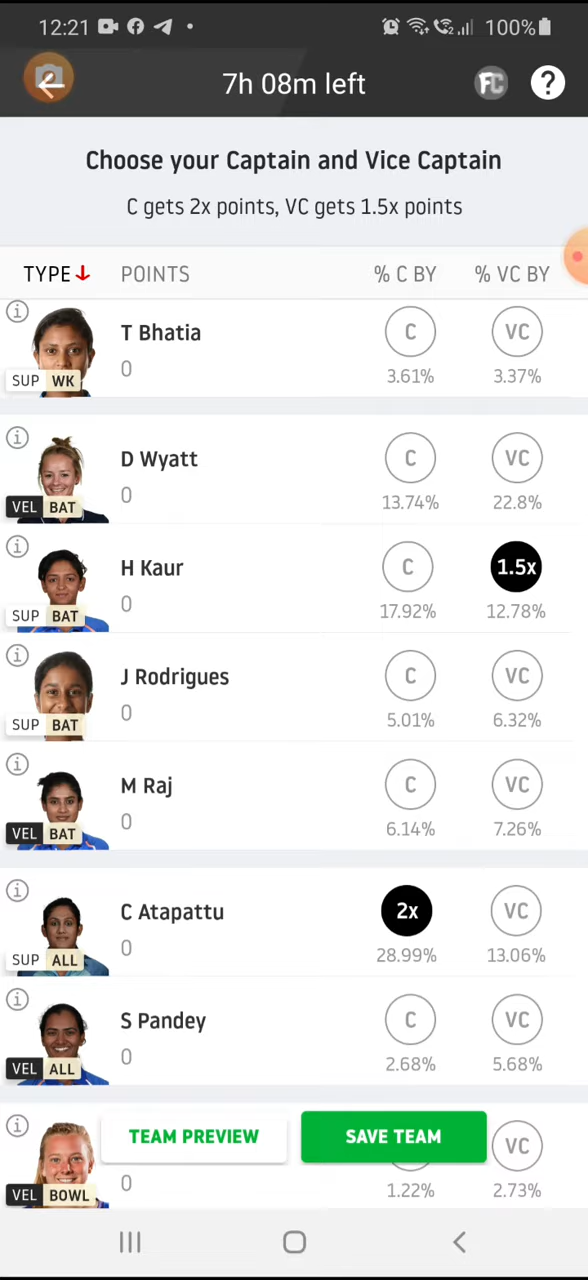 12:21 100%
7h 08m left FC ?
Choose your Captain and Vice Captain
C gets 2x points, VC gets 1.5x points
TYPE POINTS % C BY % VC BY
T Bhatia C VC
0 3.61% 3.37%
SUP WK
D Wyatt C VC
0 13.74% 22.8%
VEL BAT
H Kaur C 1.5x
0 17.92% 12.78%
SUP BAT
J Rodrigues C VC
0 5.01% 6.32%
SUP BAT
M Raj C VC
0 6.14% 7.26%
VEL BAT
C Atapattu 2x VC
0 28.99% 13.06%
SUP ALL
S Pandey C VC
0 2.68% 5.68%
VEL ALL
TEAM PREVIEW SAVE TEAM VC
0 1.22% 2.73%
VEL BOWL